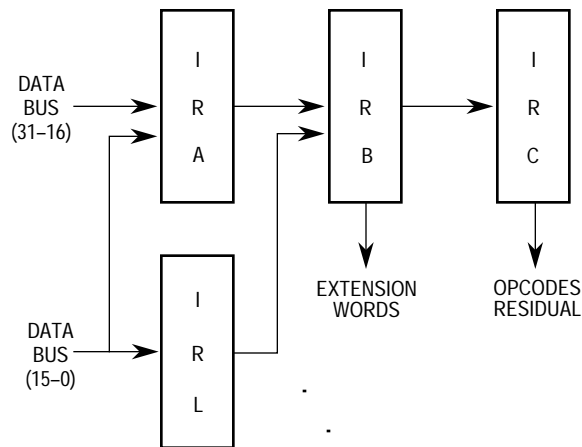 I
R
A
I
R
B
I
R
C
DATA
BUS
(31–16)
EXTENSION
WORDS
OPCODES
RESIDUAL
I
R
L
DATA
BUS
(15–0)